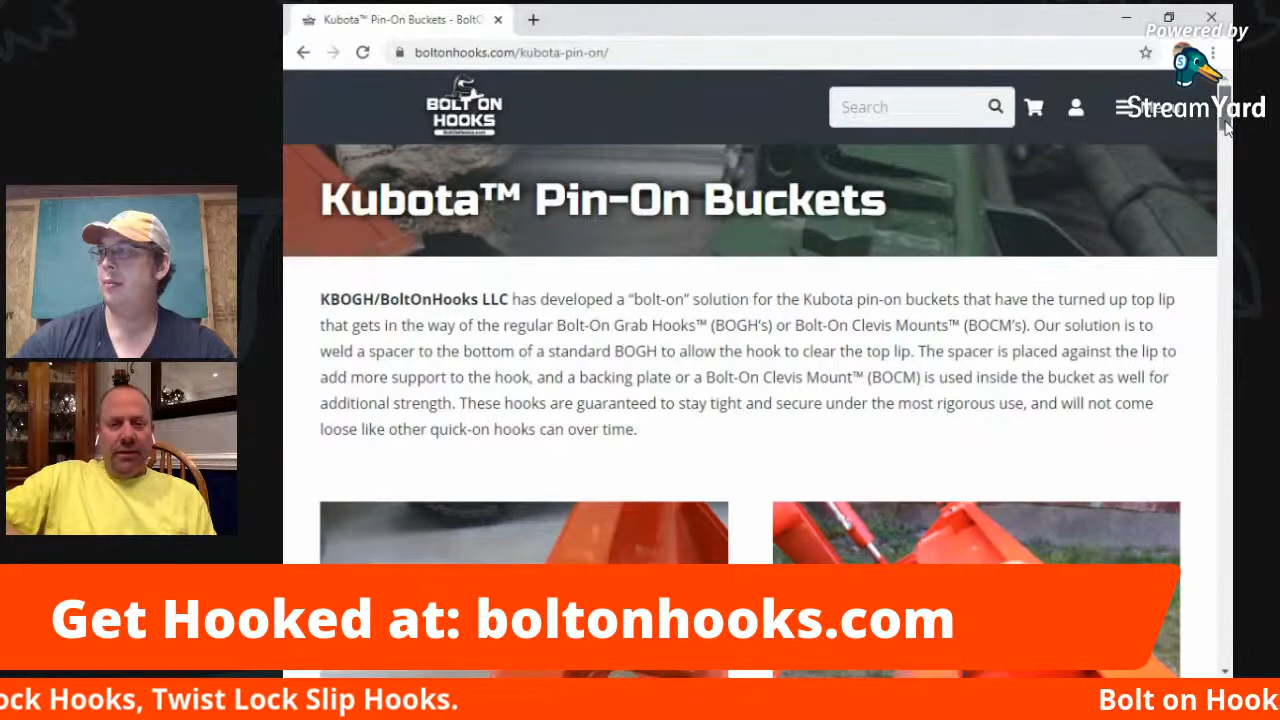 Kubota™ Pin-On Buckets - BoltO
boltonhooks.com/kubota-pin-on/
Powered by
StreamYard
BOLT ON
HOOKS
Search
Kubota™ Pin-On Buckets
KBOGH/BoltOnHooks LLC has developed a “bolt-on” solution for the Kubota pin-on buckets that have the turned up top lip
that gets in the way of the regular Bolt-On Grab Hooks™ (BOGH’s) or Bolt-On Clevis Mounts™ (BOCM’s). Our solution is to
weld a spacer to the bottom of a standard BOGH to allow the hook to clear the top lip. The spacer is placed against the lip to
add more support to the hook, and a backing plate or a Bolt-On Clevis Mount™ (BOCM) is used inside the bucket as well for
additional strength. These hooks are guaranteed to stay tight and secure under the most rigorous use, and will not come
loose like other quick-on hooks can over time.
Get Hooked at: boltonhooks.com
ock Hooks, Twist Lock Slip Hooks.
Bolt on Hook